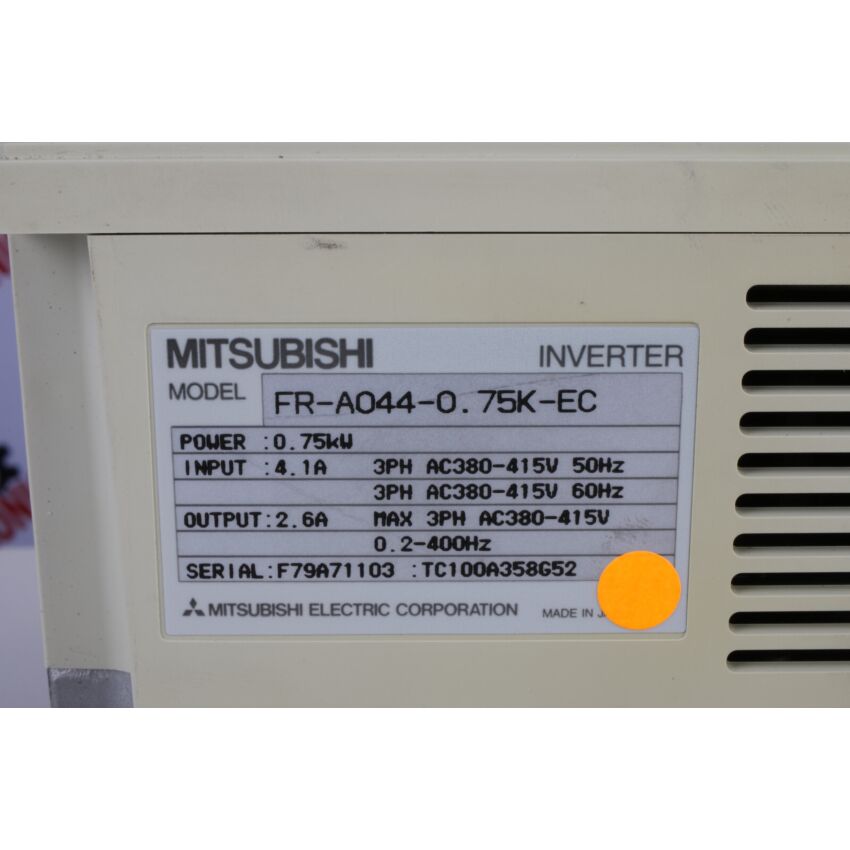 MITSUBISHI INVERTER
MODEL FR-A044-0.75K-EC
POWER :0.75kW
INPUT :4.1A 3PH AC380-415V 50Hz
3PH AC380-415V 60Hz
OUTPUT:2.6A MAX 3PH AC380-415V
0.2-400Hz
SERIAL:F79A71103 :TC100A358G52
MITSUBISHI ELECTRIC CORPORATION MADE IN